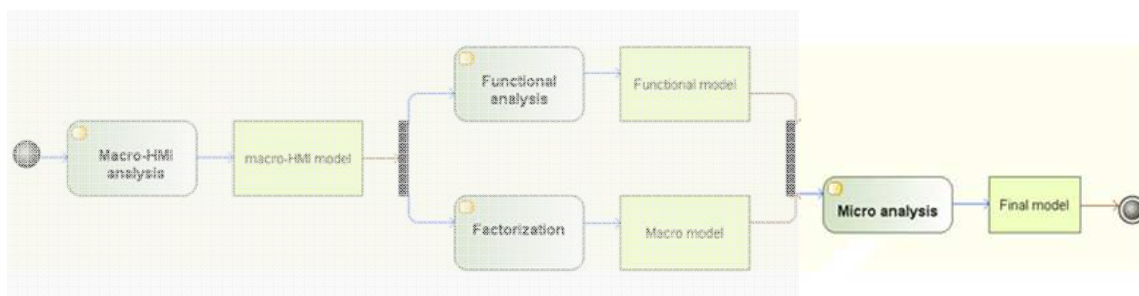 Macro-HMI
analysis
macro-HMI model
Functional
analysis
Functional model
Factorization
Macro model
Micro analysis
Final model